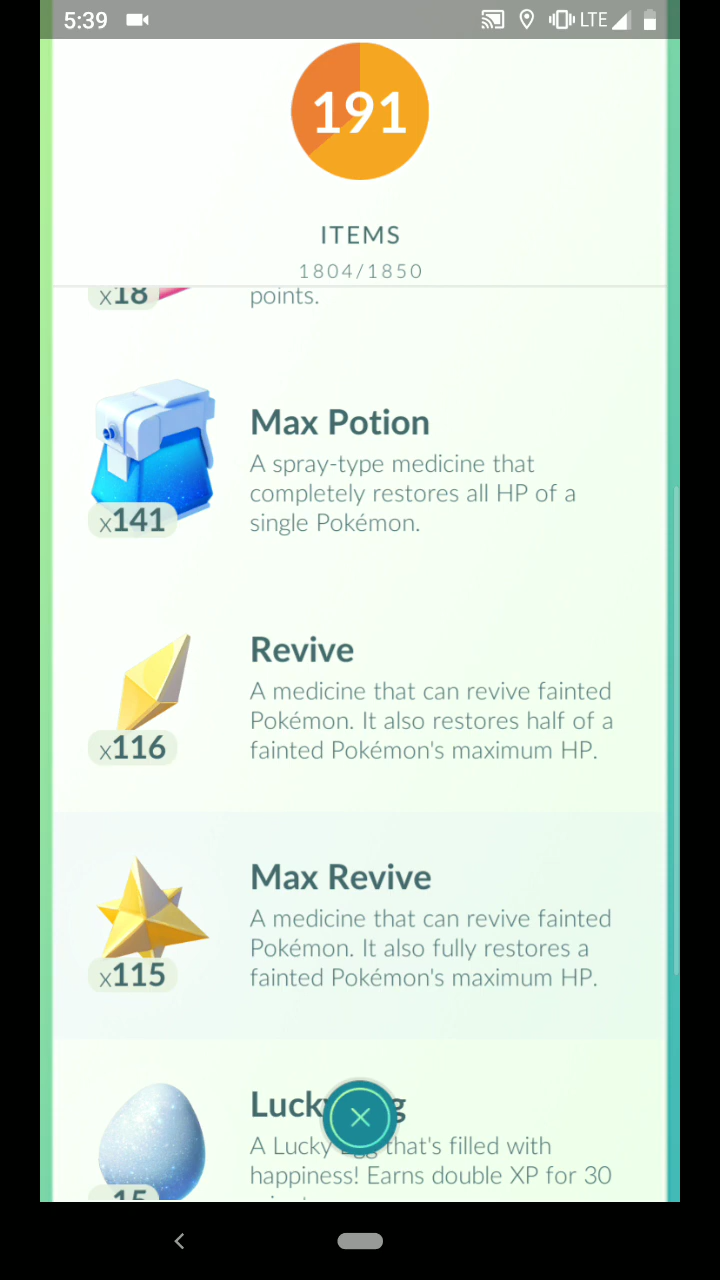 5:39 LTE
191
ITEMS
1804/1850
x18 points.
Max Potion
A spray-type medicine that
completely restores all HP of a
single Pokémon.
x141
Revive
A medicine that can revive fainted
Pokémon. It also restores half of a
fainted Pokémon's maximum HP.
x116
Max Revive
A medicine that can revive fainted
Pokémon. It also fully restores a
fainted Pokémon's maximum HP.
x115
A Lucky Egg that's filled with
happiness! Earns double XP for 30
15